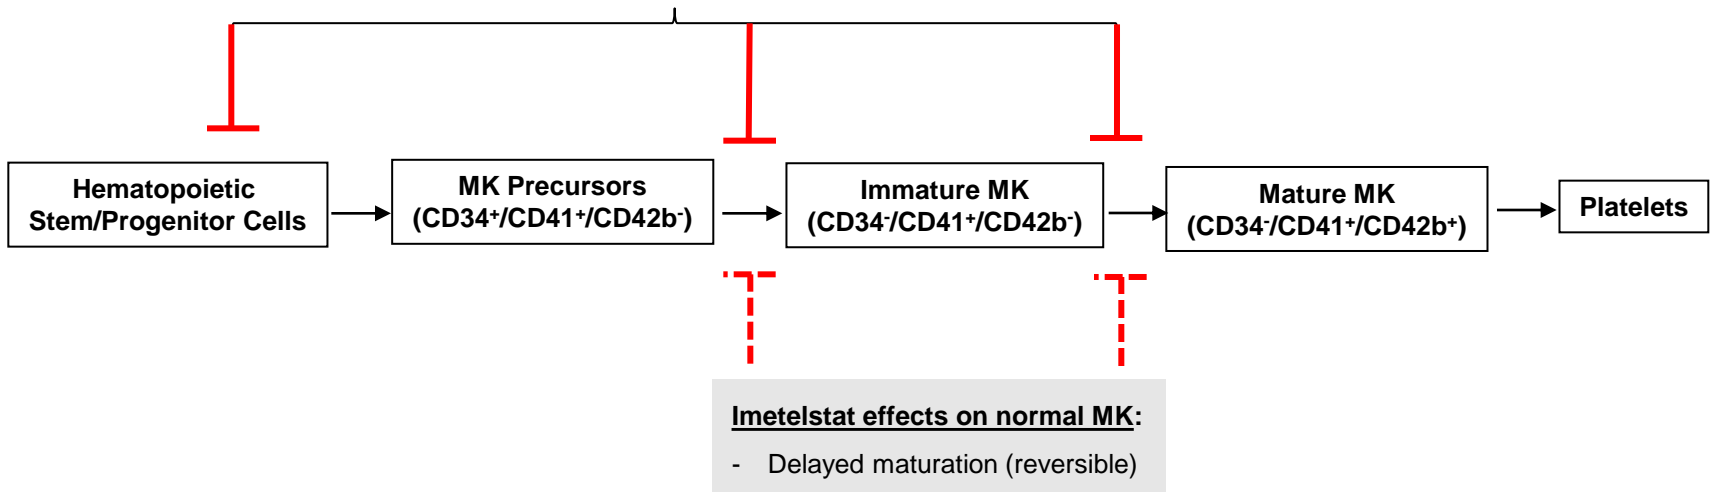 Hematopoietic
Stem/Progenitor Cells
MK Precursors
(CD34⁺/CD41⁺/CD42b⁻)
Immature MK
(CD34⁻/CD41⁺/CD42b⁻)
Mature MK
(CD34⁻/CD41⁺/CD42b⁺)
Platelets
Imetelstat effects on normal MK:
- Delayed maturation (reversible)